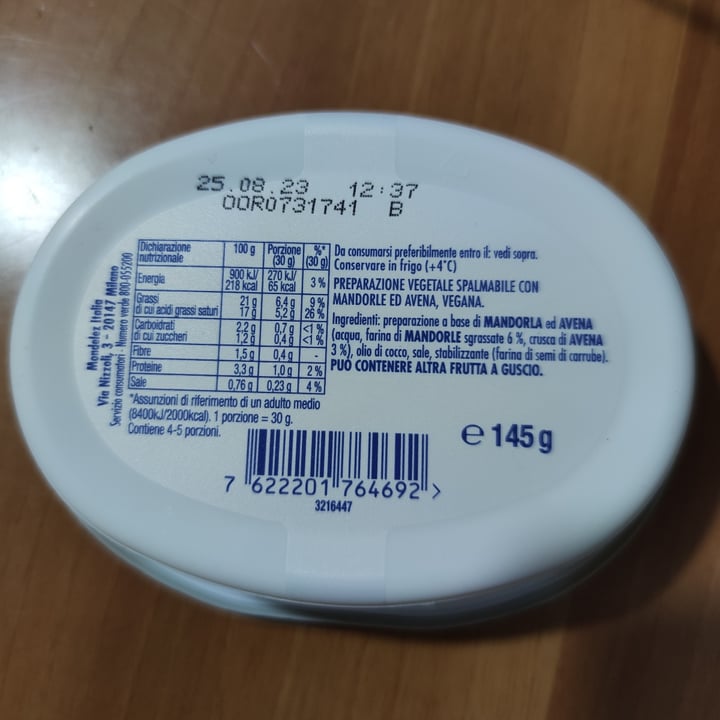 25.08.23 12:37
OOR0731741 B
Mondelez Italia
Via Nizzoli, 3 - 20147 Milano
Servizio consumatori - Numero verde 800-055200
Dichiarazione nutrizionale 100 g Porzione (30 g) %* (30 g)
Energia 900 kJ/ 218 kcal 270 kJ/ 65 kcal 3 %
Grassi 21 g 6,4 g 9 %
di cui acidi grassi saturi 17 g 5,2 g 26 %
Carboidrati 2,2 g 0,7 g <1 %
di cui zuccheri 1,2 g 0,4 g <1 %
Fibre 1,5 g 0,4 g -
Proteine 3,3 g 1,0 g 2 %
Sale 0,76 g 0,23 g 4 %
*Assunzioni di riferimento di un adulto medio
(8400kJ/2000kcal). 1 porzione = 30 g.
Contiene 4-5 porzioni.
Da consumarsi preferibilmente entro il: vedi sopra.
Conservare in frigo (+4°C)
PREPARAZIONE VEGETALE SPALMABILE CON
MANDORLE ED AVENA, VEGANA.
Ingredienti: preparazione a base di MANDORLA ed AVENA
(acqua, farina di MANDORLE sgrassate 6 %, crusca di AVENA
3 %), olio di cocco, sale, stabilizzante (farina di semi di carrube).
PUÒ CONTENERE ALTRA FRUTTA A GUSCIO.
e 145 g
7 622201 764692 >
3216447